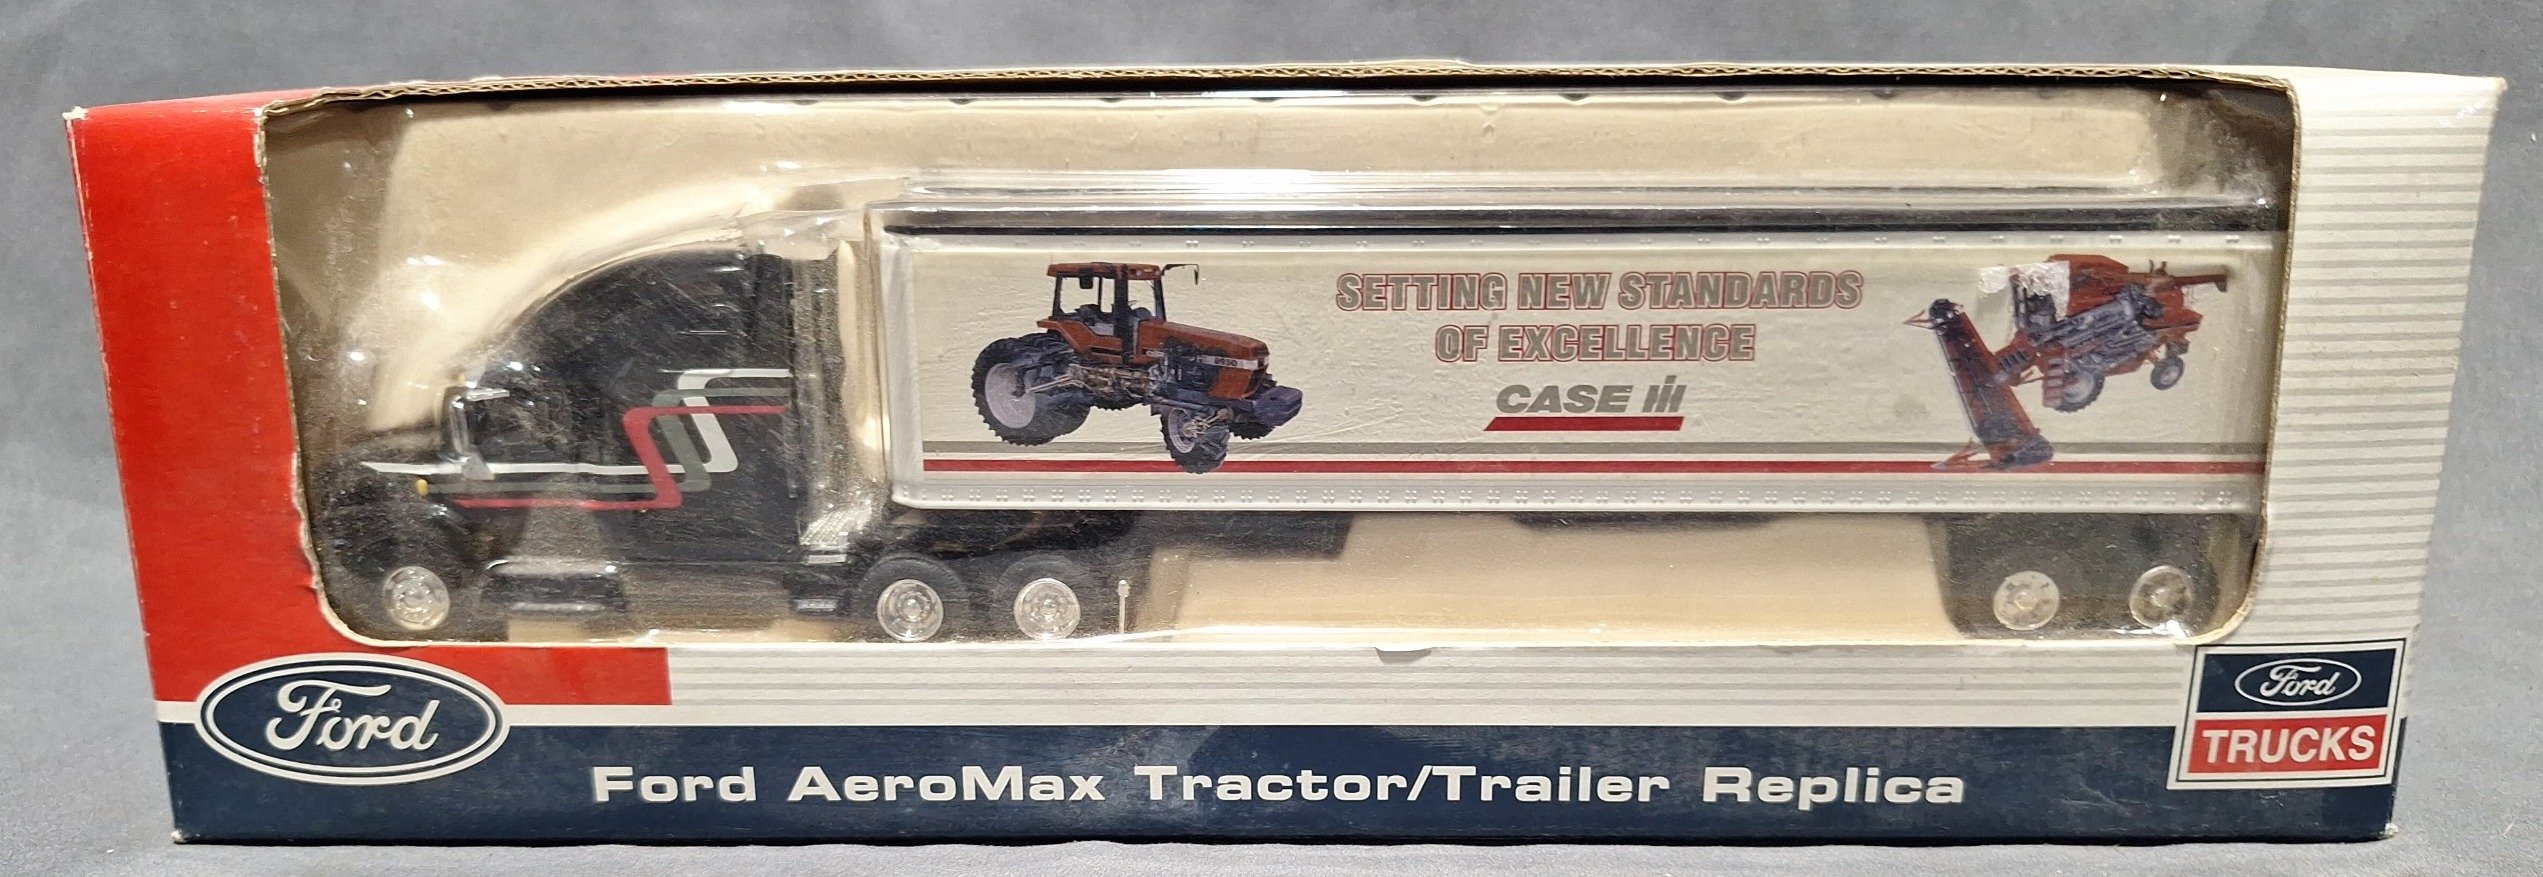 SETTING NEW STANDARDS
OF EXCELLENCE
CASE IH
Ford
Ford AeroMax Tractor/Trailer Replica
Ford
TRUCKS